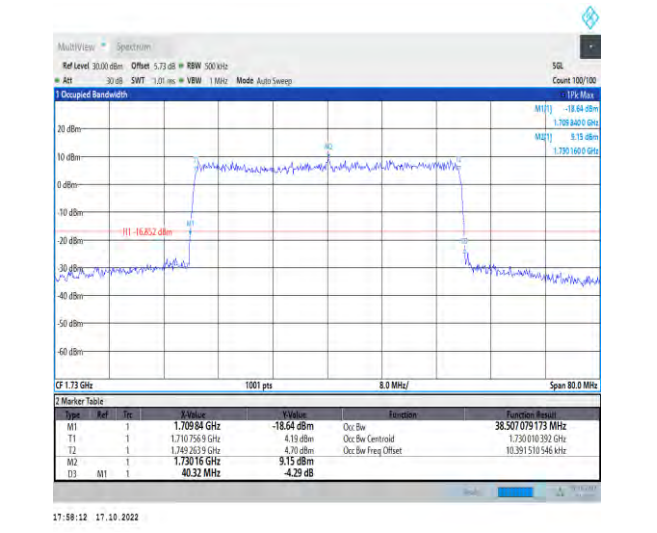 MultiView Spectrum
Ref Level 30.00 dBm Offset 5.73 dB RBW 500 kHz SGL
Att 30 dB SWT 1.01 ms VBW 1 MHz Mode Auto Sweep Count 100/100
1 Occupied Bandwidth 1Pk Max
M1[1] -18.64 dBm
1.709 840 0 GHz
M2[1] 9.15 dBm
1.730 160 0 GHz
20 dBm
M2
10 dBm
0 dBm
-10 dBm
M1
H1 -16.852 dBm
-20 dBm
-30 dBm
-40 dBm
-50 dBm
-60 dBm
CF 1.73 GHz 1001 pts 8.0 MHz/ Span 80.0 MHz
2 Marker Table
Type Ref Trc X-Value Y-Value Function Function Result
M1 1 1.709 84 GHz -18.64 dBm Occ Bw 38.507 079 173 MHz
T1 1 1.710 756 9 GHz 4.19 dBm Occ Bw Centroid 1.730 010 392 GHz
T2 1 1.749 263 9 GHz 4.70 dBm Occ Bw Freq Offset 10.391 510 546 kHz
M2 1 1.730 16 GHz 9.15 dBm
D3 M1 1 40.32 MHz -4.29 dB
17:58:12 17.10.2022